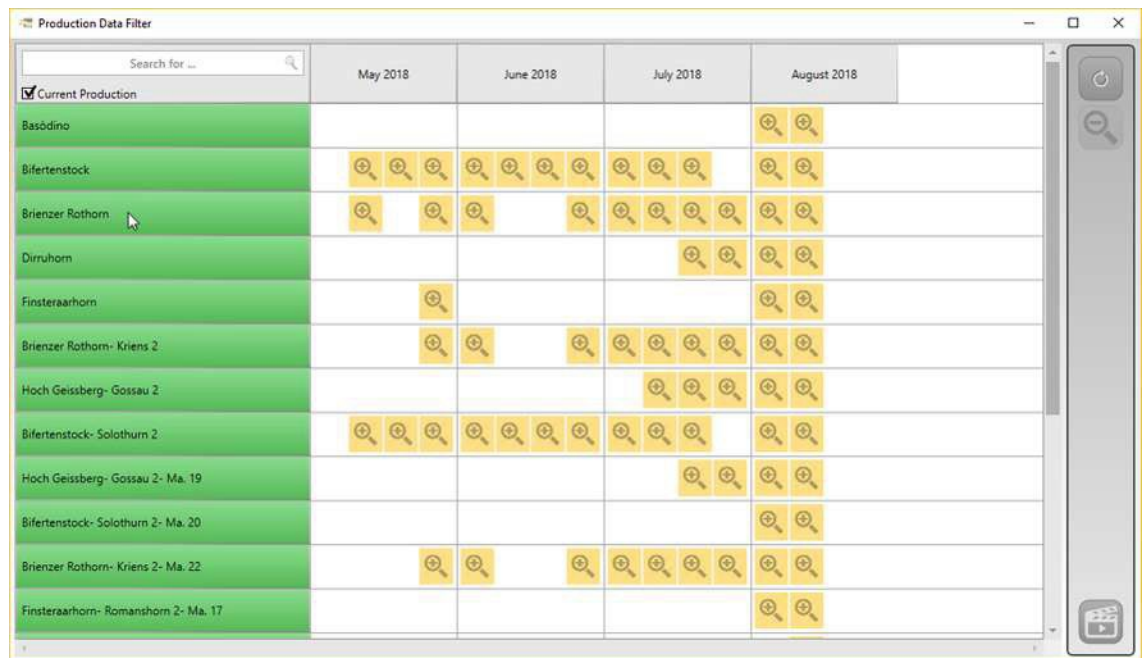 Production Data Filter
Search for ...
Current Production
May 2018
June 2018
July 2018
August 2018
Basòdino
Bifertenstock
Brienzer Rothorn
Dirruhorn
Finsteraarhorn
Brienzer Rothorn- Kriens 2
Hoch Geissberg- Gossau 2
Bifertenstock- Solothurn 2
Hoch Geissberg- Gossau 2- Ma. 19
Bifertenstock- Solothurn 2- Ma. 20
Brienzer Rothorn- Kriens 2- Ma. 22
Finsteraarhorn- Romanshorn 2- Ma. 17